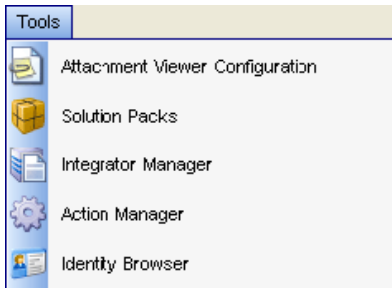 Tools
Attachment Viewer Configuration
Solution Packs
Integrator Manager
Action Manager
Identity Browser